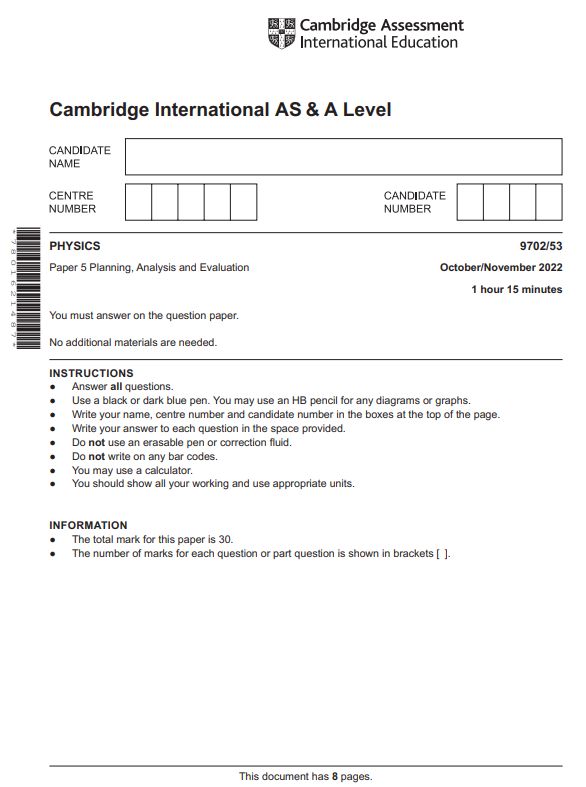 Cambridge Assessment
International Education
Cambridge International AS & A Level
CANDIDATE
NAME
CENTRE
NUMBER
CANDIDATE
NUMBER
*7801621487*
PHYSICS 9702/53
Paper 5 Planning, Analysis and Evaluation October/November 2022
1 hour 15 minutes
You must answer on the question paper.
No additional materials are needed.
INSTRUCTIONS
● Answer all questions.
● Use a black or dark blue pen. You may use an HB pencil for any diagrams or graphs.
● Write your name, centre number and candidate number in the boxes at the top of the page.
● Write your answer to each question in the space provided.
● Do not use an erasable pen or correction fluid.
● Do not write on any bar codes.
● You may use a calculator.
● You should show all your working and use appropriate units.
INFORMATION
● The total mark for this paper is 30.
● The number of marks for each question or part question is shown in brackets [ ].
This document has 8 pages.